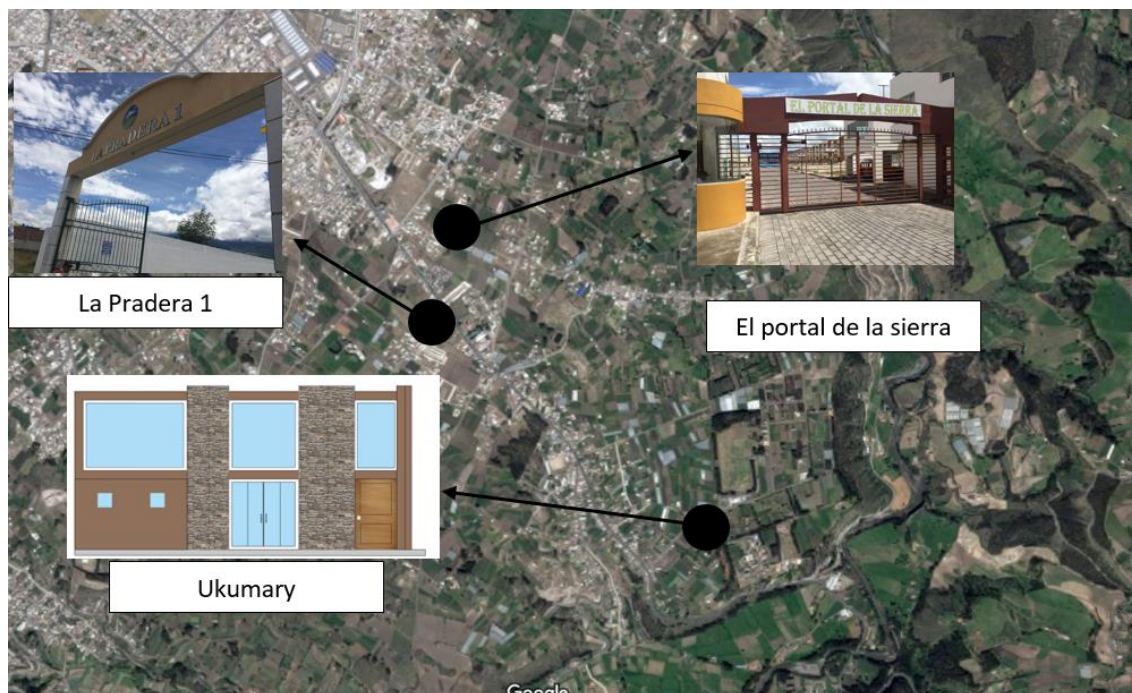 LA PRADERA 1
EL PORTAL DE LA SIERRA
La Pradera 1
El portal de la sierra
Ukumary
Google